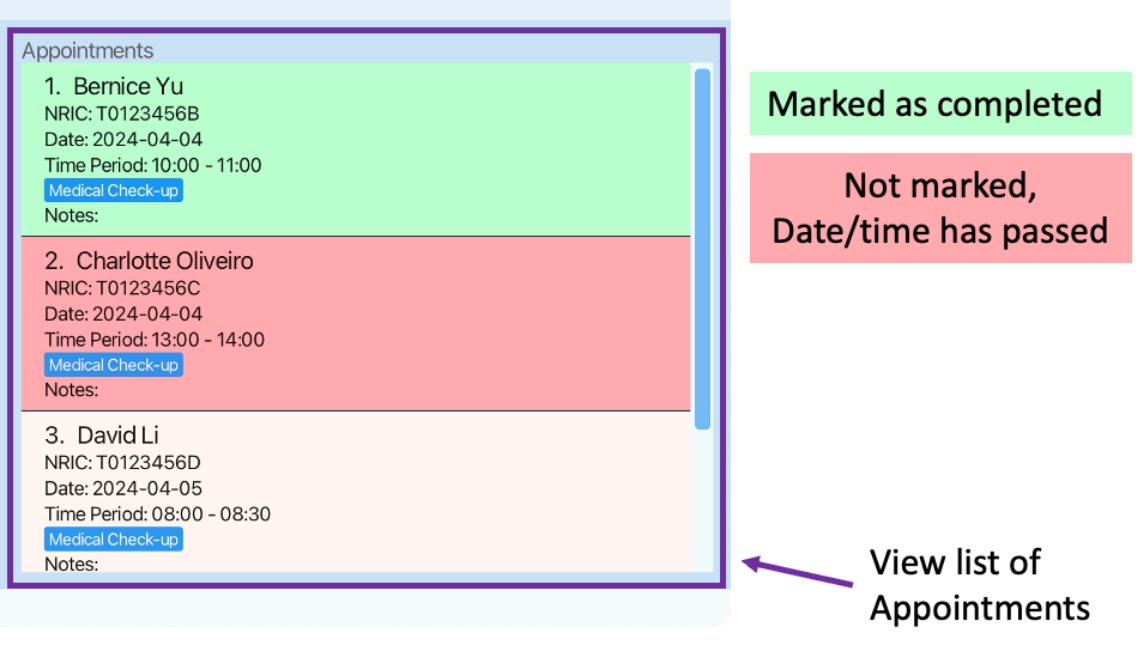 Appointments
1. Bernice Yu
NRIC: T0123456B
Date: 2024-04-04
Time Period: 10:00 - 11:00
Medical Check-up
Notes:
2. Charlotte Oliveiro
NRIC: T0123456C
Date: 2024-04-04
Time Period: 13:00 - 14:00
Medical Check-up
Notes:
3. David Li
NRIC: T0123456D
Date: 2024-04-05
Time Period: 08:00 - 08:30
Medical Check-up
Notes:
Marked as completed
Not marked,
Date/time has passed
View list of
Appointments